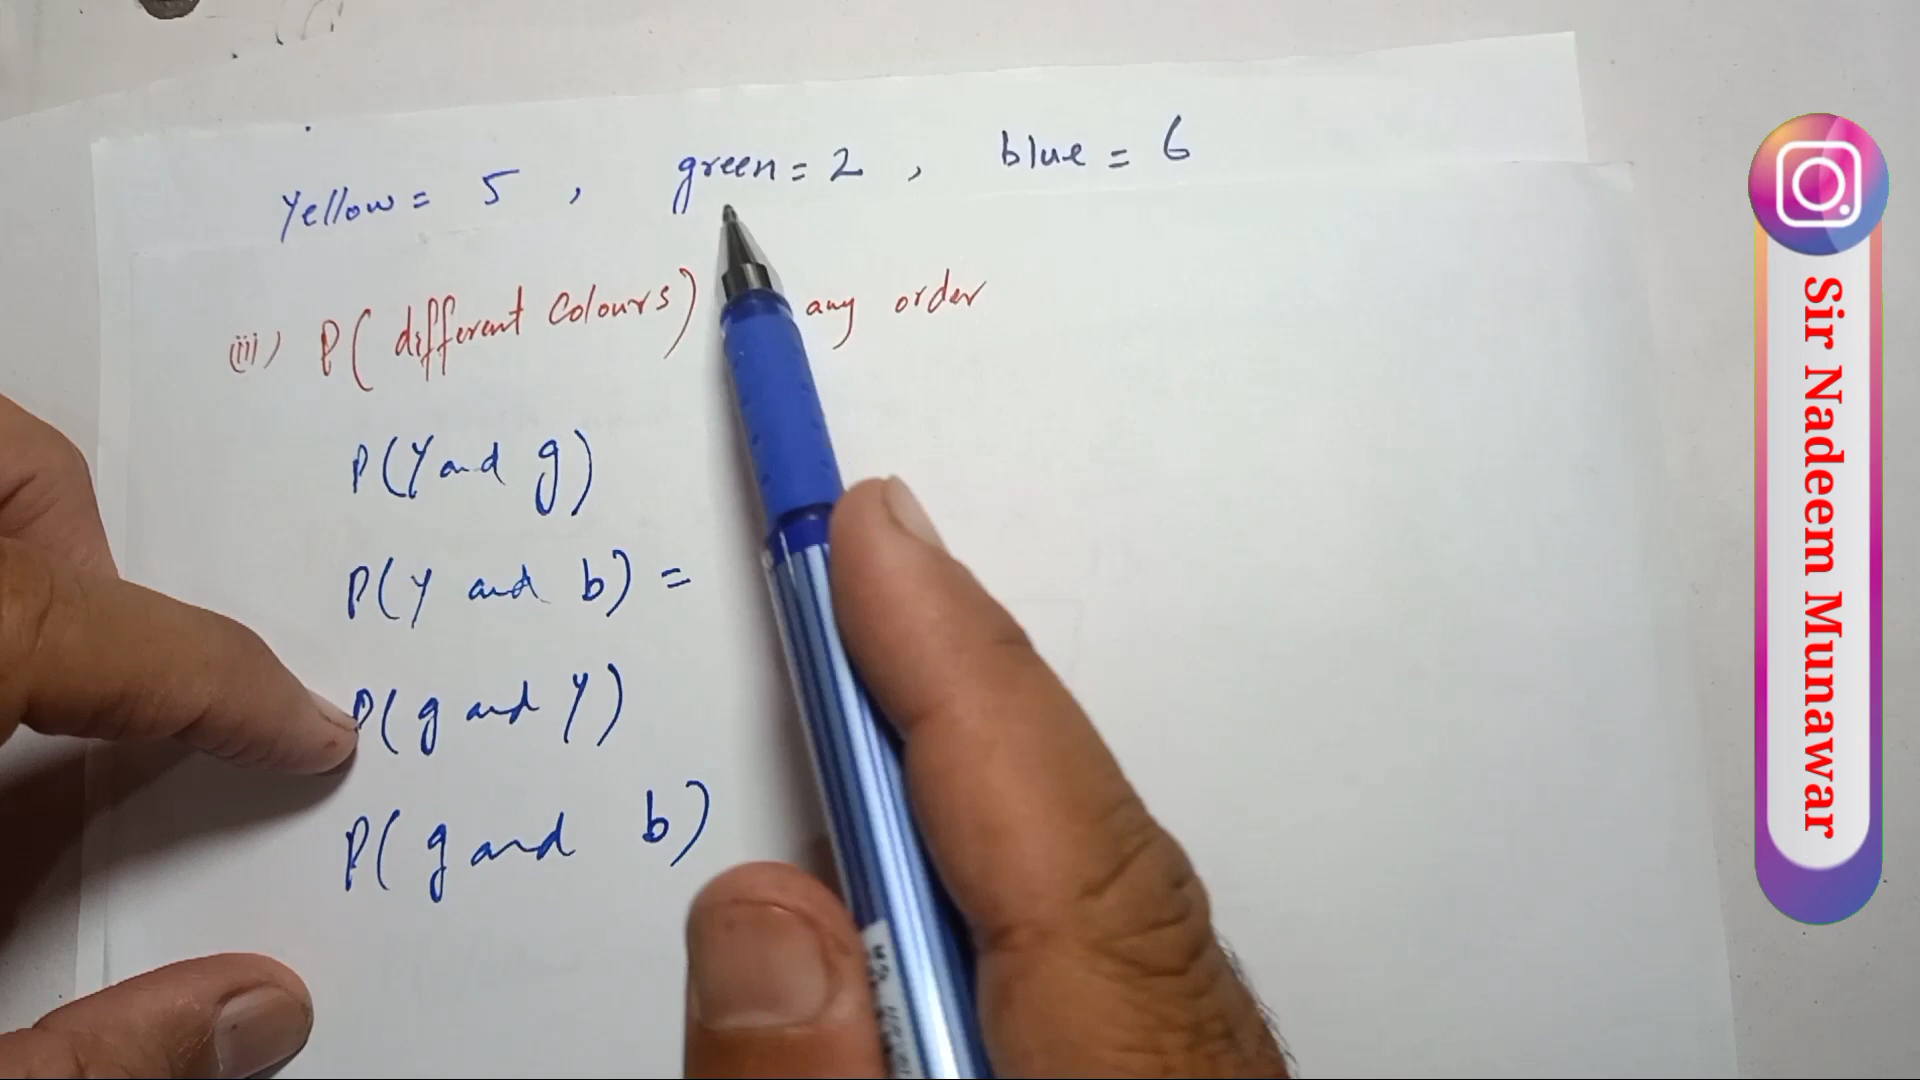 Yellow = 5 , green = 2 , blue = 6
(iii) P( different Colours) any order
P(Y and g)
P(Y and b) =
P(g and Y)
P( g and b)
Sir Nadeem Munawar